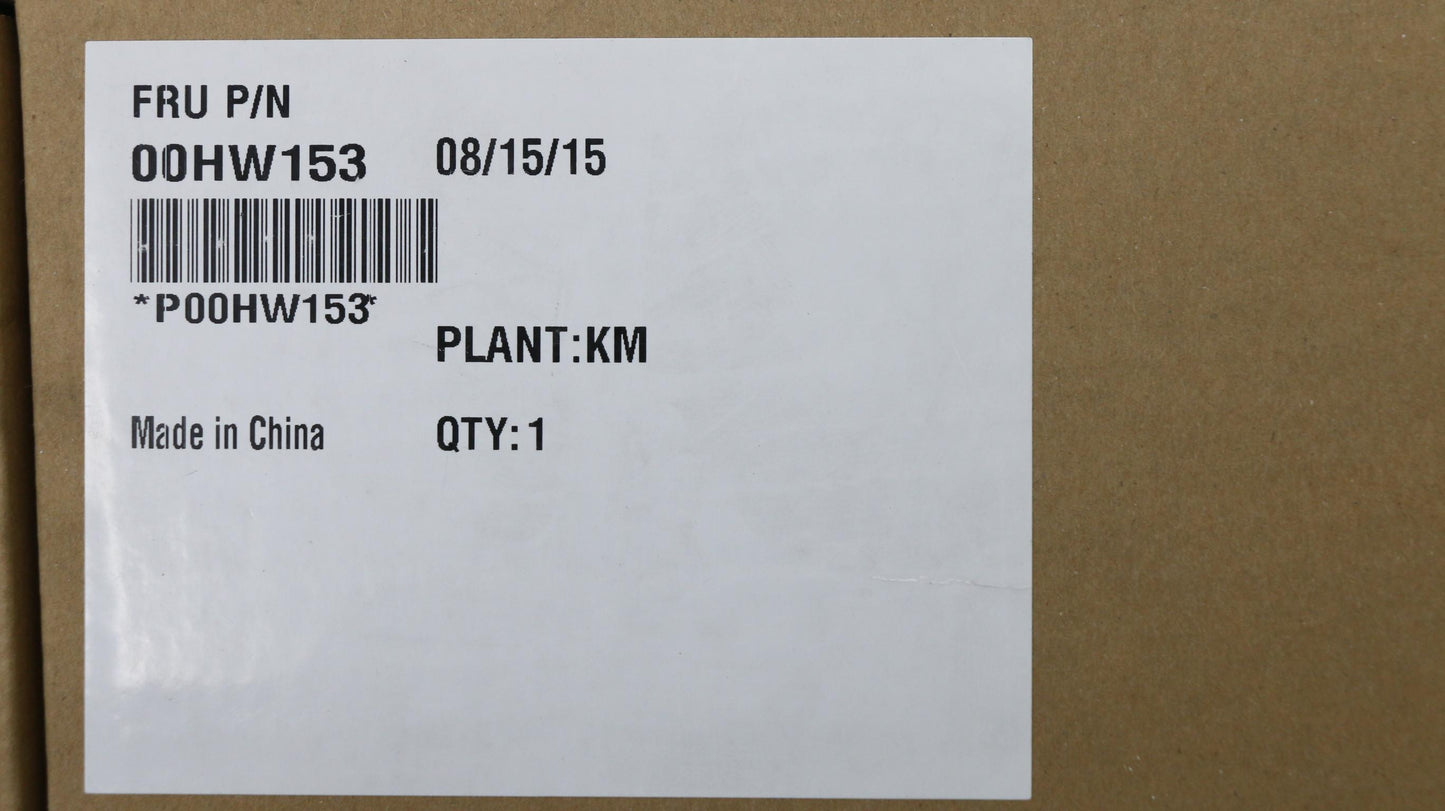 FRU P/N
00HW153 08/15/15
*P00HW153*
PLANT:KM
Made in China QTY: 1